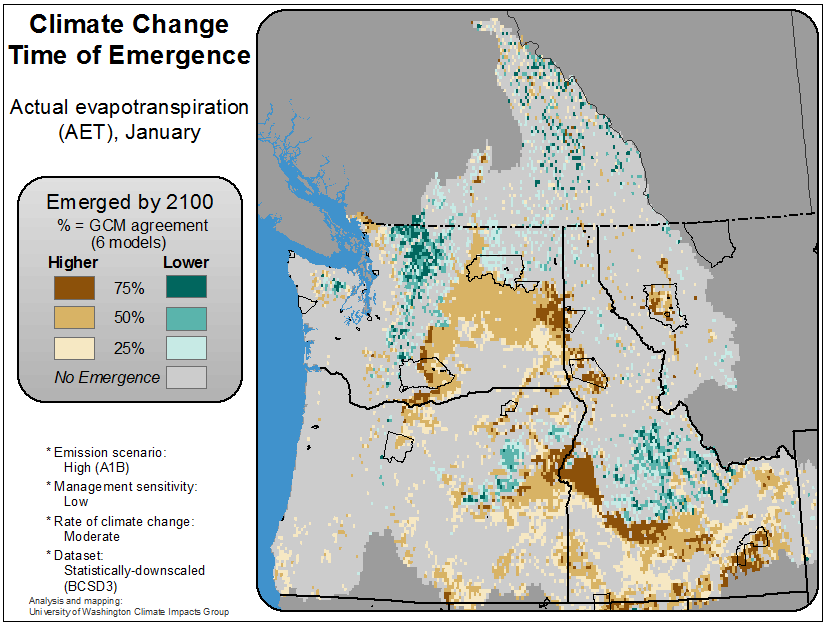 Climate Change
Time of Emergence
Actual evapotranspiration
(AET), January
Emerged by 2100
% = GCM agreement
(6 models)
Higher Lower
75%
50%
25%
No Emergence
* Emission scenario:
High (A1B)
* Management sensitivity:
Low
* Rate of climate change:
Moderate
* Dataset:
Statistically-downscaled
(BCSD3)
Analysis and mapping:
University of Washington Climate Impacts Group